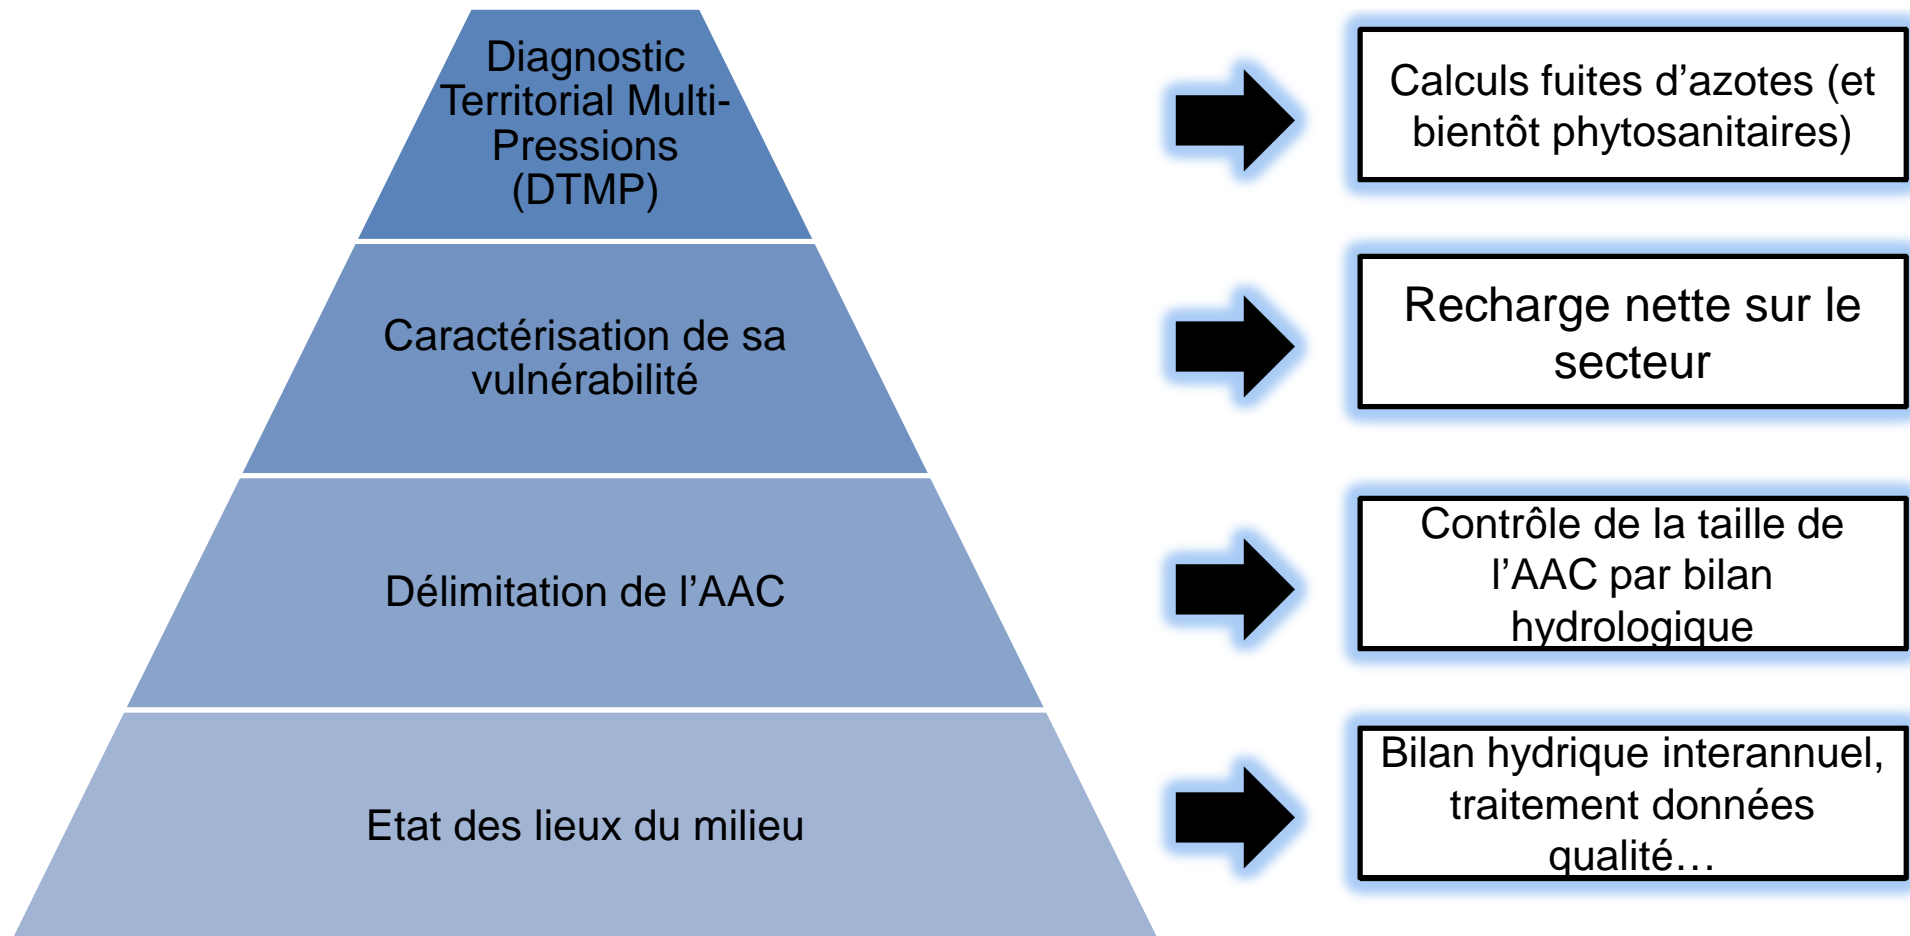 Diagnostic
Territorial Multi-
Pressions
(DTMP)
Calculs fuites d’azotes (et
bientôt phytosanitaires)
Caractérisation de sa
vulnérabilité
Recharge nette sur le
secteur
Délimitation de l’AAC
Contrôle de la taille de
l’AAC par bilan
hydrologique
Etat des lieux du milieu
Bilan hydrique interannuel,
traitement données
qualité…